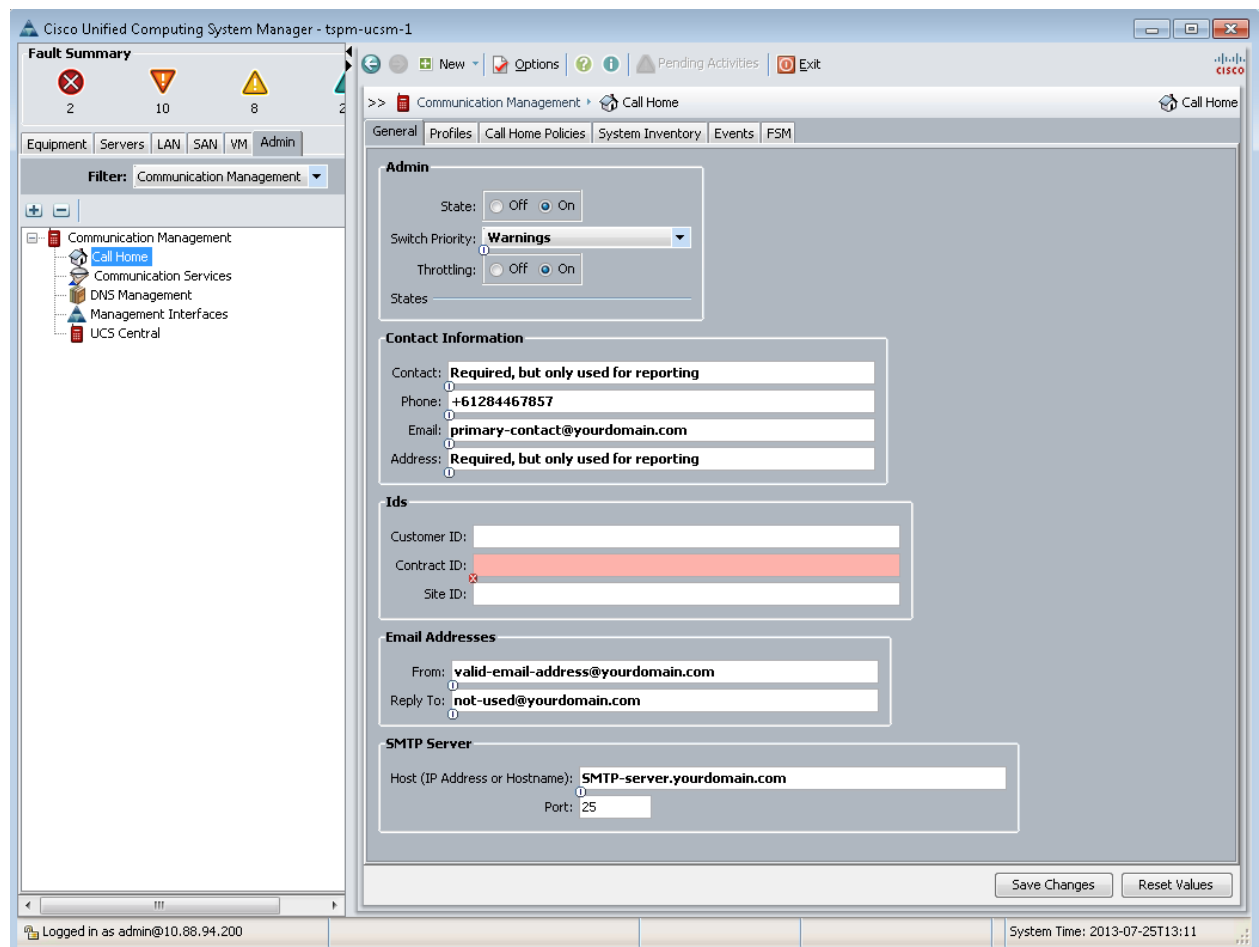 Cisco Unified Computing System Manager - tspm-ucsm-1
Fault Summary
2 10 8 2
Equipment Servers LAN SAN VM Admin
Filter: Communication Management
Communication Management
Call Home
Communication Services
DNS Management
Management Interfaces
UCS Central
New Options Pending Activities Exit
cisco
>> Communication Management Call Home Call Home
General Profiles Call Home Policies System Inventory Events FSM
Admin
State: Off On
Switch Priority: Warnings
Throttling: Off On
States
Contact Information
Contact: Required, but only used for reporting
Phone: +61284467857
Email: primary-contact@yourdomain.com
Address: Required, but only used for reporting
Ids
Customer ID:
Contract ID:
Site ID:
Email Addresses
From: valid-email-address@yourdomain.com
Reply To: not-used@yourdomain.com
SMTP Server
Host (IP Address or Hostname): SMTP-server.yourdomain.com
Port: 25
Save Changes Reset Values
Logged in as admin@10.88.94.200
System Time: 2013-07-25T13:11